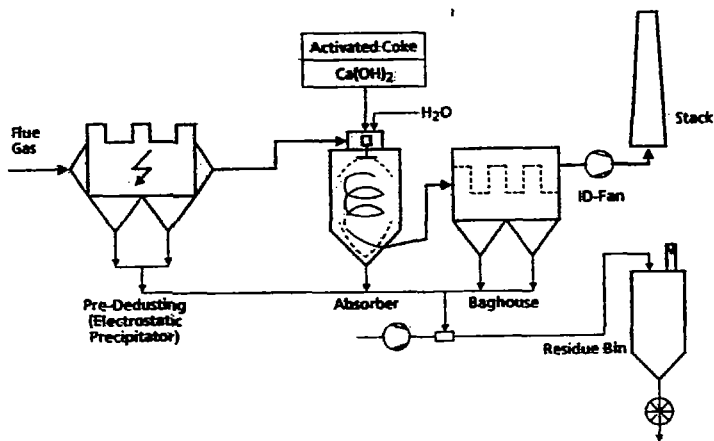 Activated Coke
Ca(OH)2
H2O
Flue
Gas
Stack
ID-Fan
Pre-Dedusting
(Electrostatic
Precipitator)
Absorber
Baghouse
Residue Bin